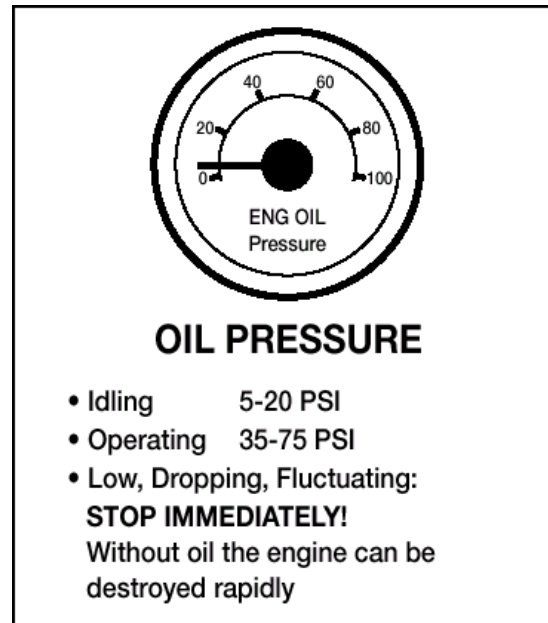 40 60
20 80
0 100
ENG OIL
Pressure
OIL PRESSURE
• Idling 5-20 PSI
• Operating 35-75 PSI
• Low, Dropping, Fluctuating:
STOP IMMEDIATELY!
Without oil the engine can be
destroyed rapidly